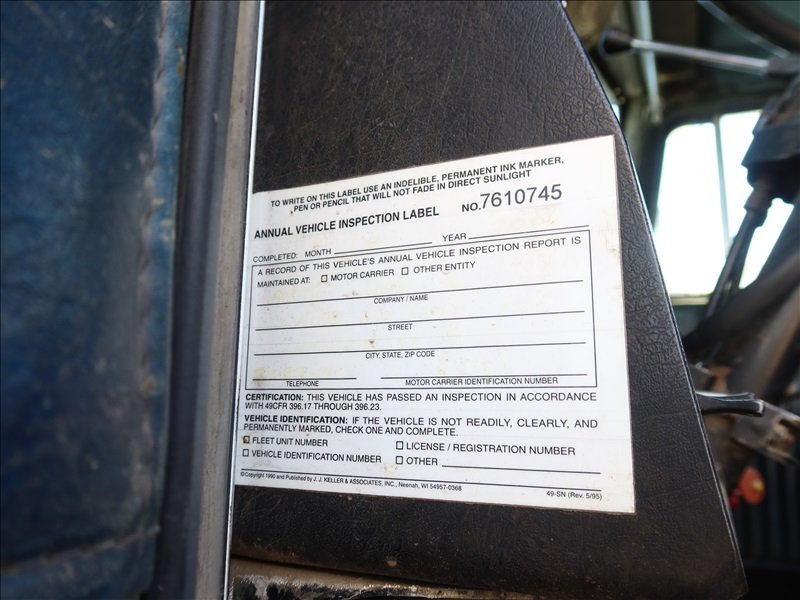 TO WRITE ON THIS LABEL USE AN INDELIBLE, PERMANENT INK MARKER,
PEN OR PENCIL THAT WILL NOT FADE IN DIRECT SUNLIGHT
ANNUAL VEHICLE INSPECTION LABEL NO.7610745
COMPLETED: MONTH YEAR
A RECORD OF THIS VEHICLE'S ANNUAL VEHICLE INSPECTION REPORT IS
MAINTAINED AT: ☐ MOTOR CARRIER ☐ OTHER ENTITY
COMPANY / NAME
STREET
CITY, STATE, ZIP CODE
TELEPHONE MOTOR CARRIER IDENTIFICATION NUMBER
CERTIFICATION: THIS VEHICLE HAS PASSED AN INSPECTION IN ACCORDANCE
WITH 49CFR 396.17 THROUGH 396.23.
VEHICLE IDENTIFICATION: IF THE VEHICLE IS NOT READILY, CLEARLY, AND
PERMANENTLY MARKED, CHECK ONE AND COMPLETE.
☐ FLEET UNIT NUMBER ☐ LICENSE / REGISTRATION NUMBER
☐ VEHICLE IDENTIFICATION NUMBER ☐ OTHER
©Copyright 1990 and Published by J. J. KELLER & ASSOCIATES, INC., Neenah, WI 54957-0368 49-SN (Rev. 5/95)